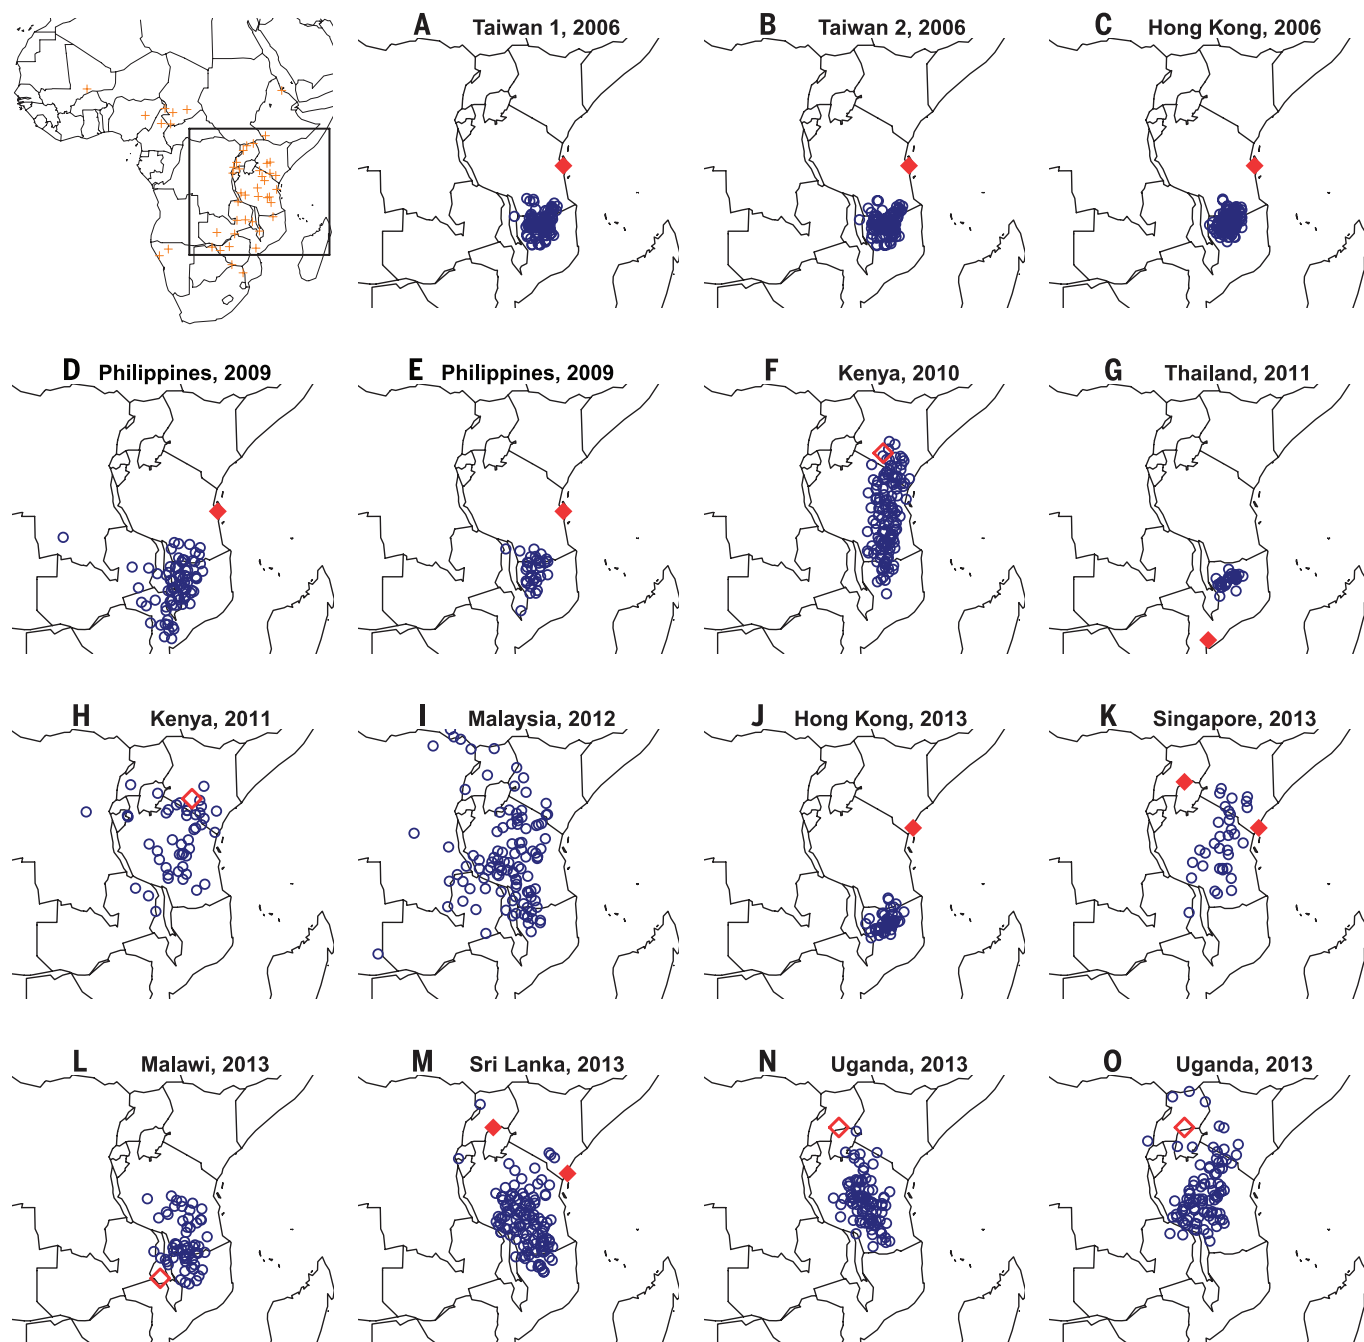 A Taiwan 1, 2006
B Taiwan 2, 2006
C Hong Kong, 2006
D Philippines, 2009
E Philippines, 2009
F Kenya, 2010
G Thailand, 2011
H Kenya, 2011
I Malaysia, 2012
J Hong Kong, 2013
K Singapore, 2013
L Malawi, 2013
M Sri Lanka, 2013
N Uganda, 2013
O Uganda, 2013